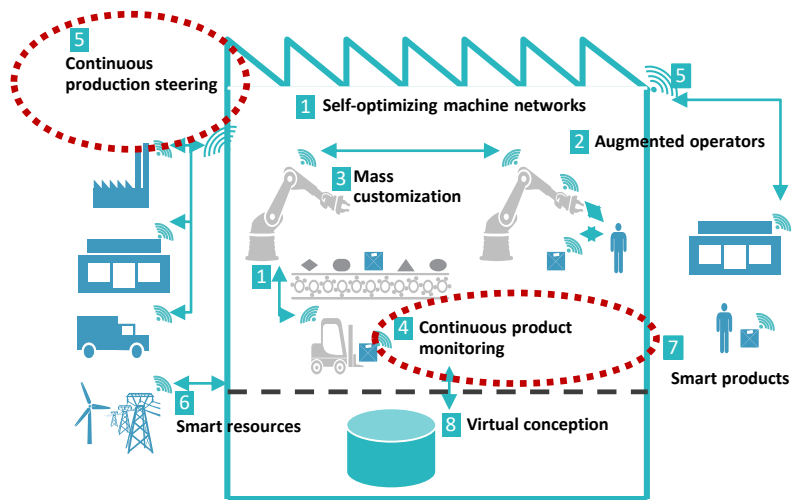 5
Continuous
production steering
5
1 Self-optimizing machine networks
2 Augmented operators
3 Mass
customization
1
4 Continuous product
monitoring
7
Smart products
6
Smart resources
8 Virtual conception